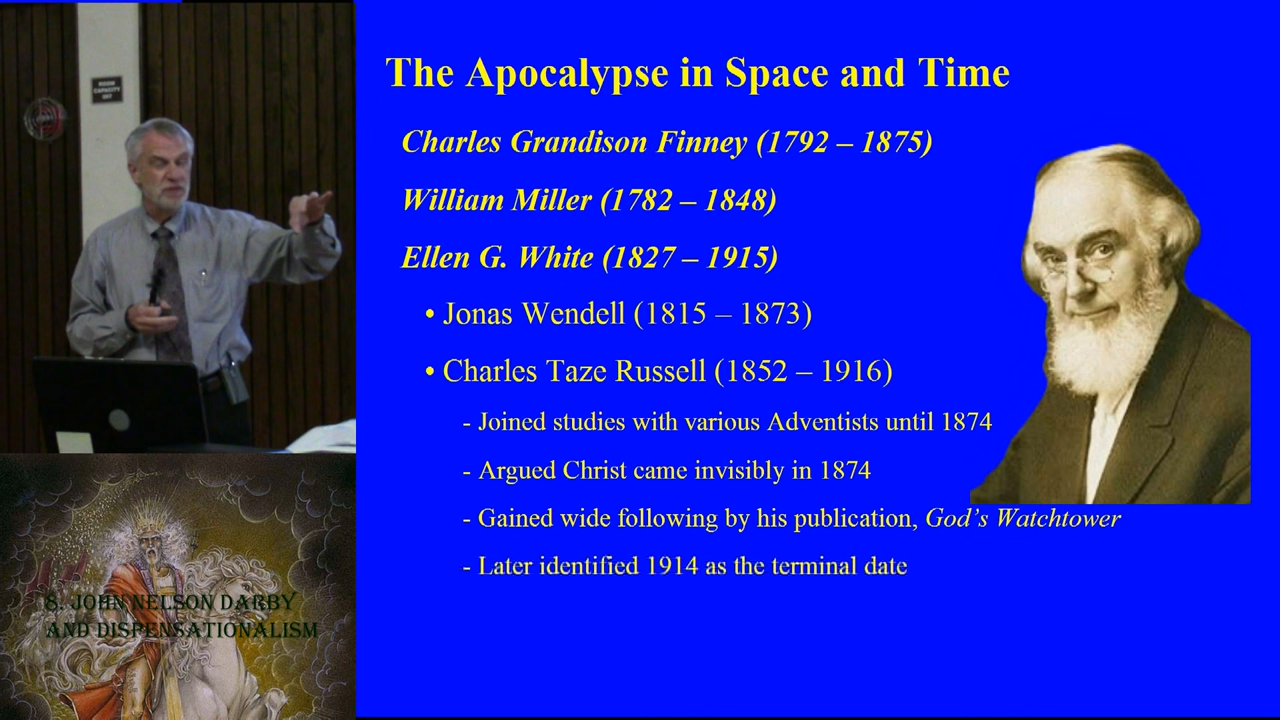 ROOM
CAPACITY
The Apocalypse in Space and Time
Charles Grandison Finney (1792 – 1875)
William Miller (1782 – 1848)
Ellen G. White (1827 – 1915)
• Jonas Wendell (1815 – 1873)
• Charles Taze Russell (1852 – 1916)
- Joined studies with various Adventists until 1874
- Argued Christ came invisibly in 1874
- Gained wide following by his publication, God's Watchtower
- Later identified 1914 as the terminal date
8. JOHN NELSON DARBY
AND DISPENSATIONALISM